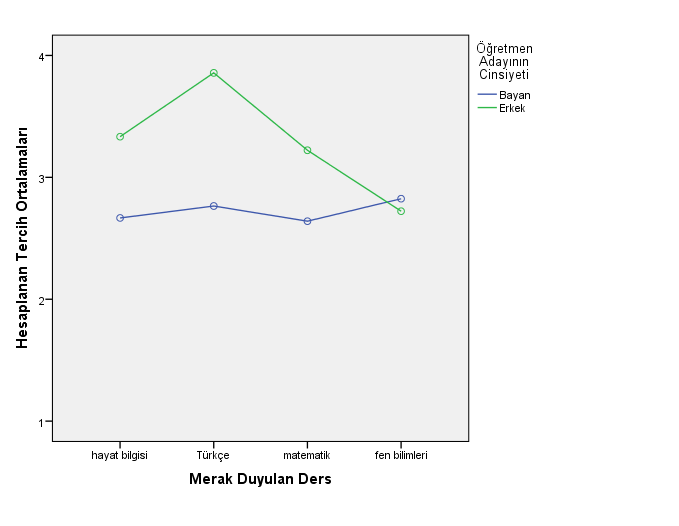 Öğretmen
Adayının
Cinsiyeti
Bayan
Erkek
Hesaplanan Tercih Ortalamaları
4
3
2
1
hayat bilgisi
Türkçe
matematik
fen bilimleri
Merak Duyulan Ders